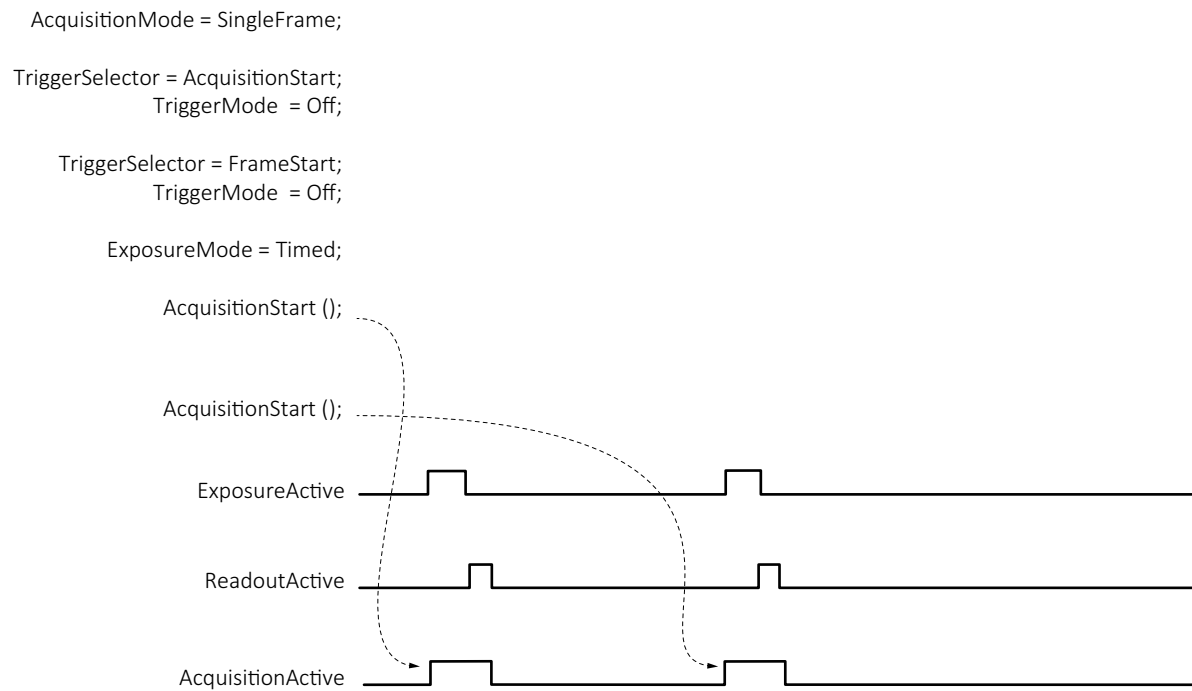 AcquisitionMode = SingleFrame;
TriggerSelector = AcquisitionStart;
TriggerMode  = Off;
TriggerSelector = FrameStart;
TriggerMode  = Off;
ExposureMode = Timed;
AcquisitionStart ();
AcquisitionStart ();
ExposureActive
ReadoutActive
AcquisitionActive